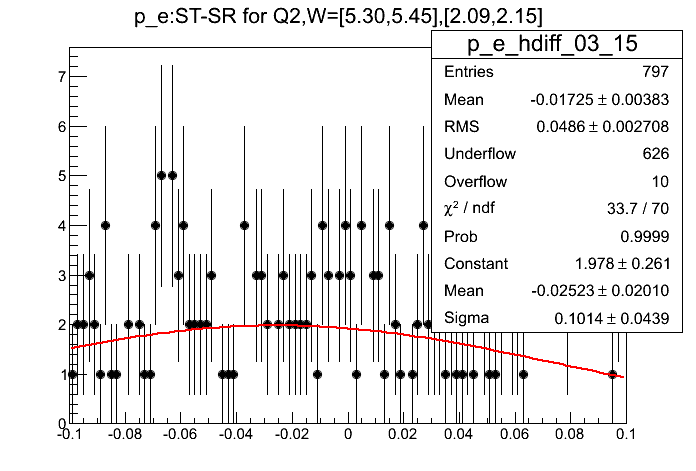 p_e:ST-SR for Q2,W=[5.30,5.45],[2.09,2.15]
p_e_hdiff_03_15
Entries 797
Mean -0.01725 ± 0.00383
RMS 0.0486 ± 0.002708
Underflow 626
Overflow 10
χ² / ndf 33.7 / 70
Prob 0.9999
Constant 1.978 ± 0.261
Mean -0.02523 ± 0.02010
Sigma 0.1014 ± 0.0439
7
6
5
4
3
2
1
0
-0.1 -0.08 -0.06 -0.04 -0.02 0 0.02 0.04 0.06 0.08 0.1